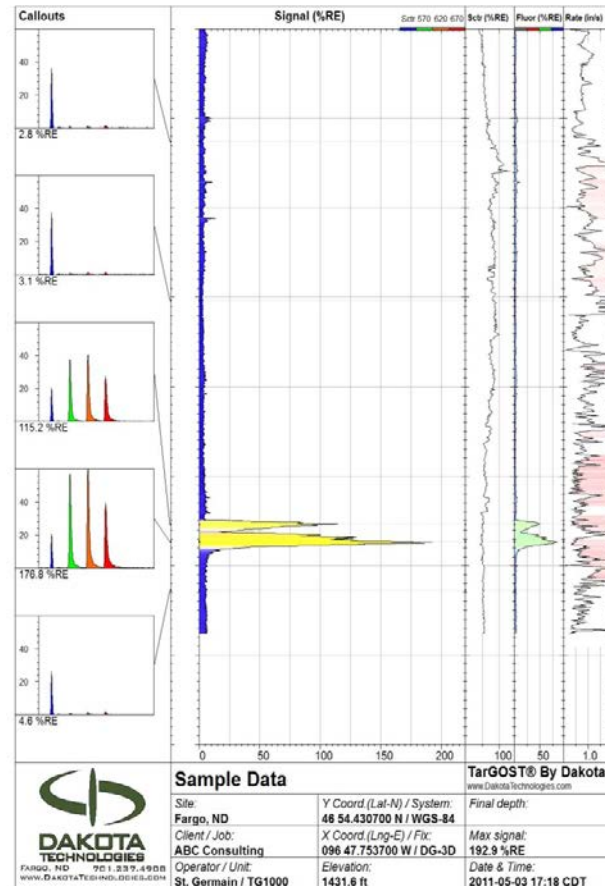 Callouts
Signal (%RE)
Sctr 570 620 670
Sctr (%RE)
Fluor (%RE)
Rate (in/s)
40
20
2.8 %RE
40
20
3.1 %RE
40
20
115.2 %RE
40
20
176.8 %RE
40
20
4.6 %RE
0 50 100 150 200
100
50
1.0
DAKOTA
TECHNOLOGIES
FARGO, ND 701.237.4908
WWW.DAKOTATECHNOLOGIES.COM
Sample Data
TarGOST® By Dakota
www.DakotaTechnologies.com
Site:
Fargo, ND
Y Coord.(Lat-N) / System:
46 54.430700 N / WGS-84
Final depth:
Client / Job:
ABC Consulting
X Coord.(Lng-E) / Fix:
096 47.753700 W / DG-3D
Max signal:
192.9 %RE
Operator / Unit:
St. Germain / TG1000
Elevation:
1431.6 ft
Date & Time:
2011-05-03 17:18 CDT